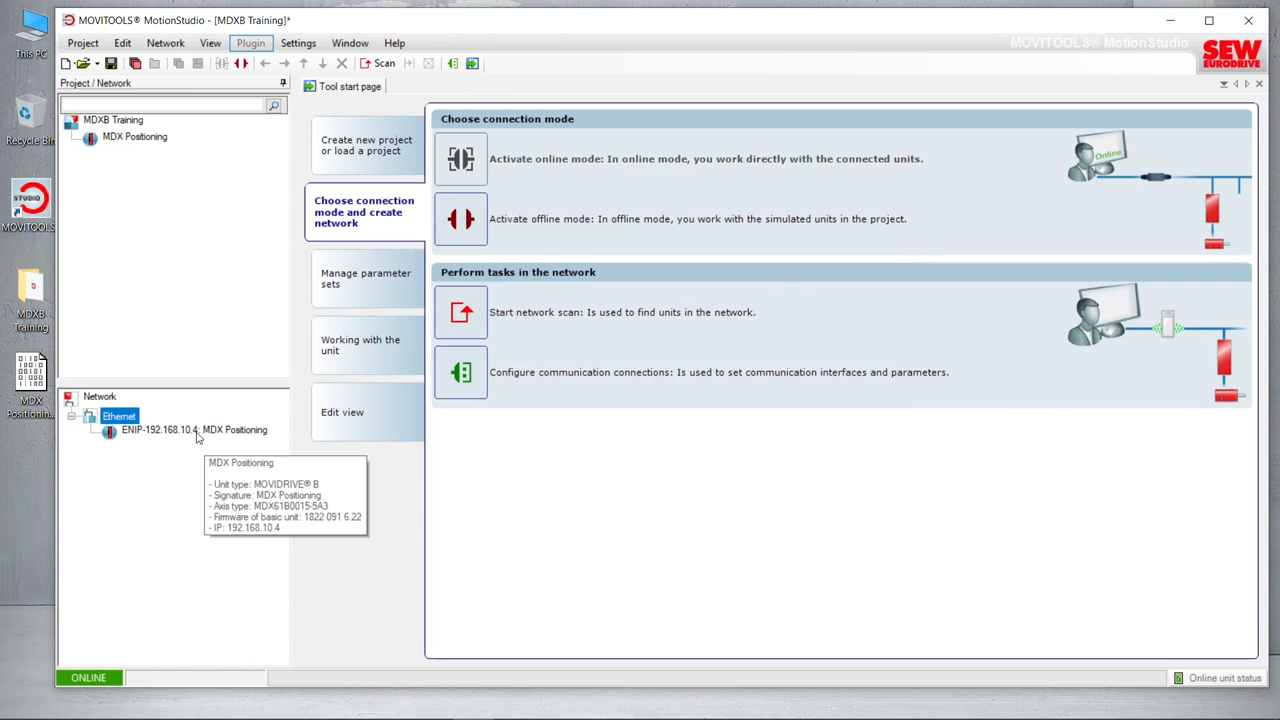 This PC
Recycle Bin
STUDIO
MOVITOOLS
MDXB
Training
MDX
Positionin...
MOVITOOLS® MotionStudio - [MDXB Training]*
Project Edit Network View Plugin Settings Window Help
MOVITOOLS® MotionStudio
SEW
EURODRIVE
Scan
Project / Network
Tool start page
MDXB Training
MDX Positioning
Create new project
or load a project
Choose connection
mode and create
network
Manage parameter
sets
Working with the
unit
Edit view
Choose connection mode
Activate online mode: In online mode, you work directly with the connected units.
Online
Activate offline mode: In offline mode, you work with the simulated units in the project.
Perform tasks in the network
Start network scan: Is used to find units in the network.
Configure communication connections: Is used to set communication interfaces and parameters.
Network
Ethernet
ENIP-192.168.10.4: MDX Positioning
MDX Positioning
- Unit type: MOVIDRIVE® B
- Signature: MDX Positioning
- Axis type: MDX61B0015-5A3
- Firmware of basic unit: 1822 091 6.22
- IP: 192.168.10.4
ONLINE
Online unit status